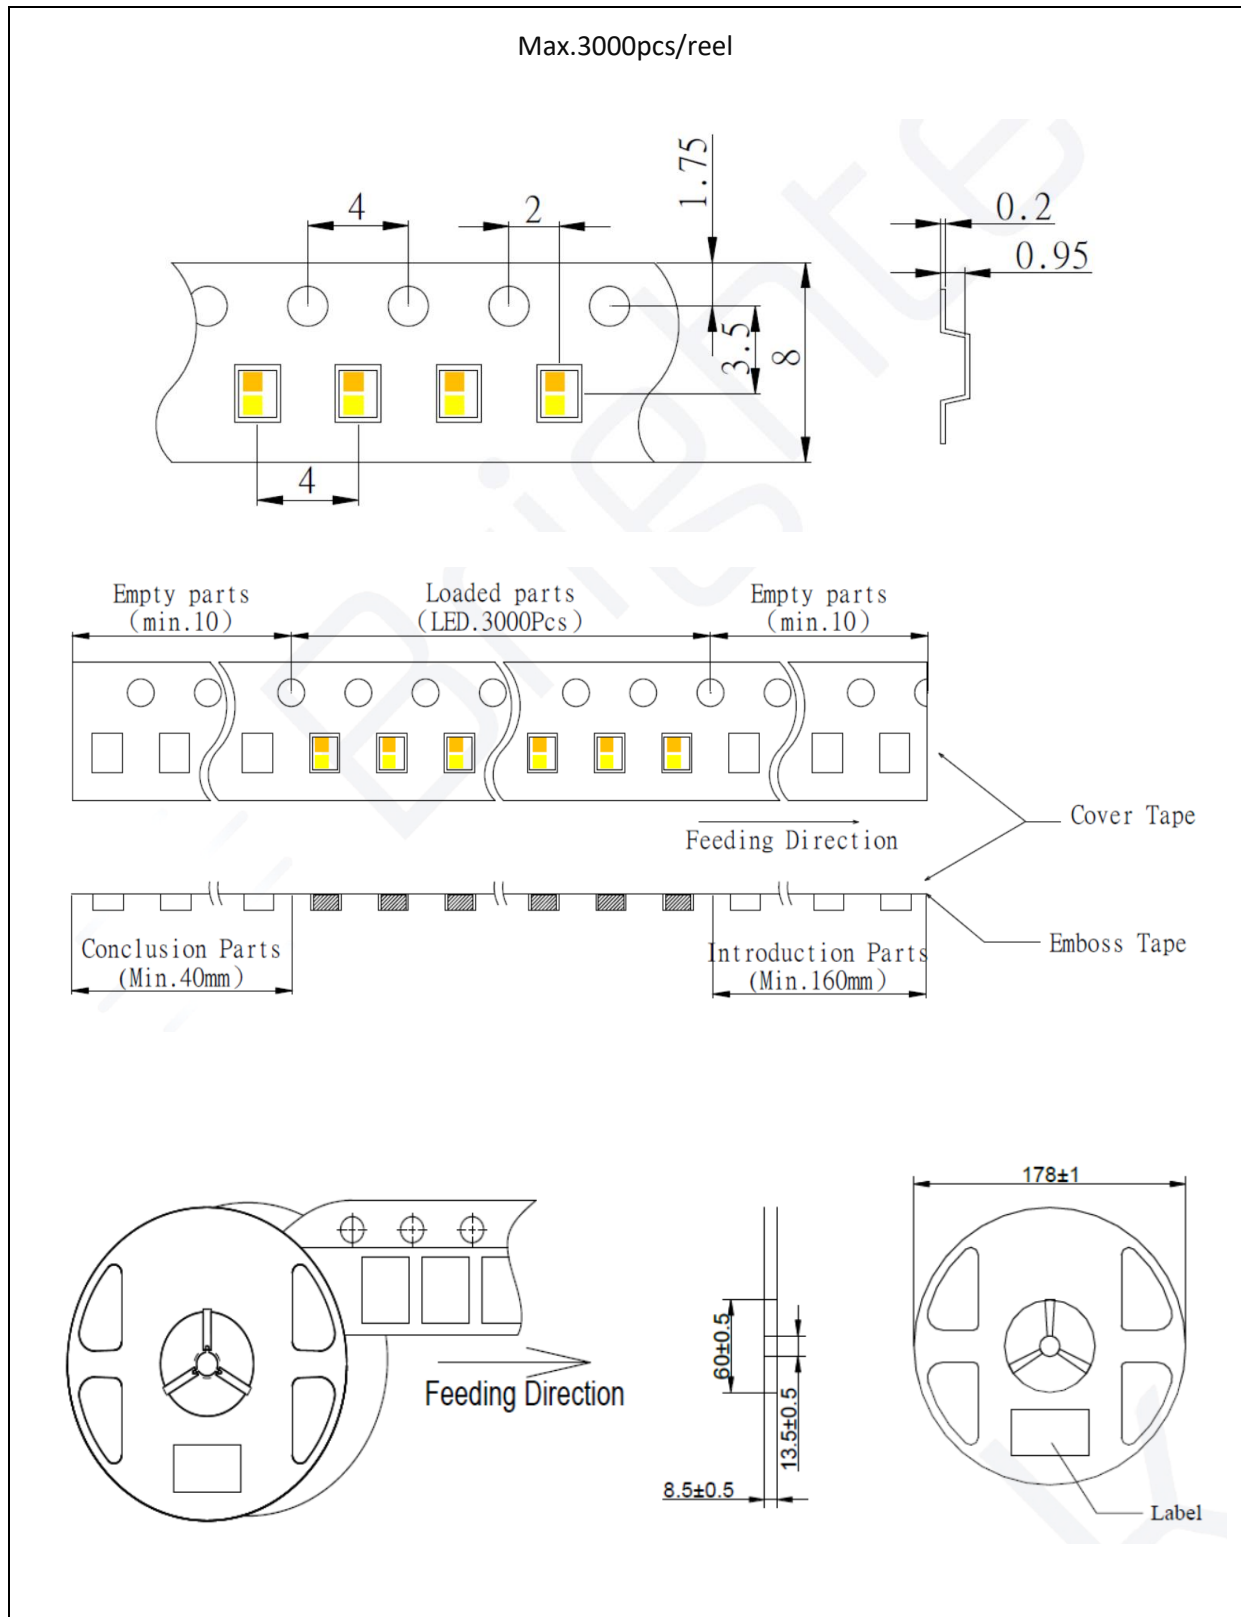 Max.3000pcs/reel
4
2
1.75
3.5
8
4
0.2
0.95
Empty parts
(min.10)
Loaded parts
(LED.3000Pcs)
Empty parts
(min.10)
Feeding Direction
Cover Tape
Conclusion Parts
(Min.40mm)
Introduction Parts
(Min.160mm)
Emboss Tape
Feeding Direction
60±0.5
13.5±0.5
8.5±0.5
178±1
Label